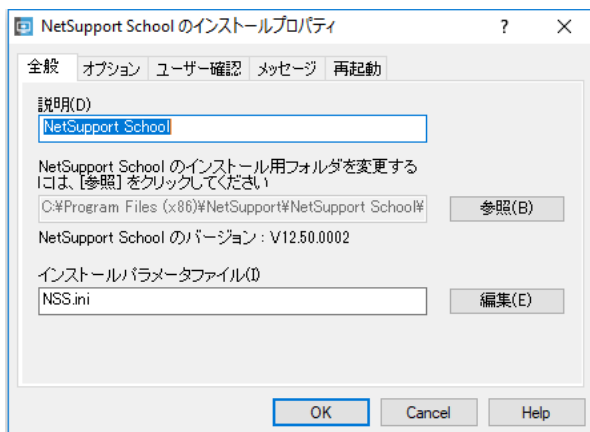 NetSupport School のインストールプロパティ ? ×
全般 オプション ユーザー確認 メッセージ 再起動
説明(D)
NetSupport School
NetSupport School のインストール用フォルダを変更する
には、[参照] をクリックしてください
C:¥Program Files (x86)¥NetSupport¥NetSupport School¥ 参照(B)
NetSupport School のバージョン : V12.50.0002
インストールパラメータファイル(I)
NSS.ini 編集(E)
OK Cancel Help